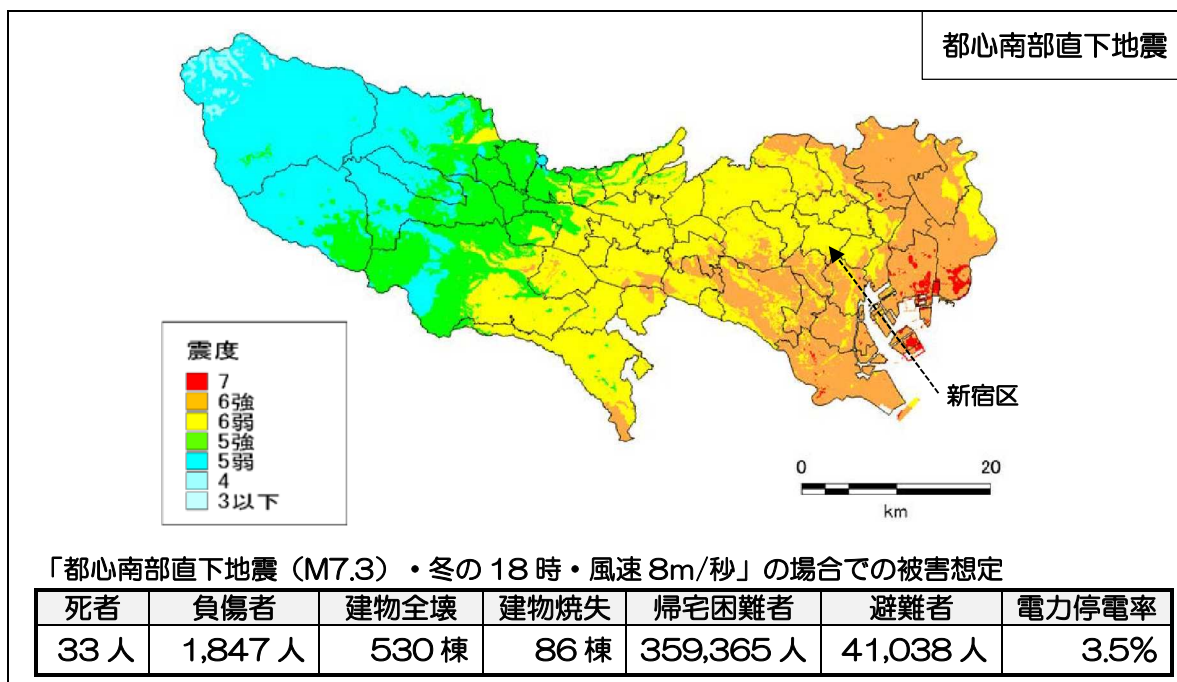 都心南部直下地震
震度
7
6強
6弱
5強
5弱
4
3以下
新宿区
0 20
km
「都心南部直下地震（M7.3）・冬の18時・風速8m/秒」の場合での被害想定
死者 負傷者 建物全壊 建物焼失 帰宅困難者 避難者 電力停電率
33人 1,847人 530棟 86棟 359,365人 41,038人 3.5%